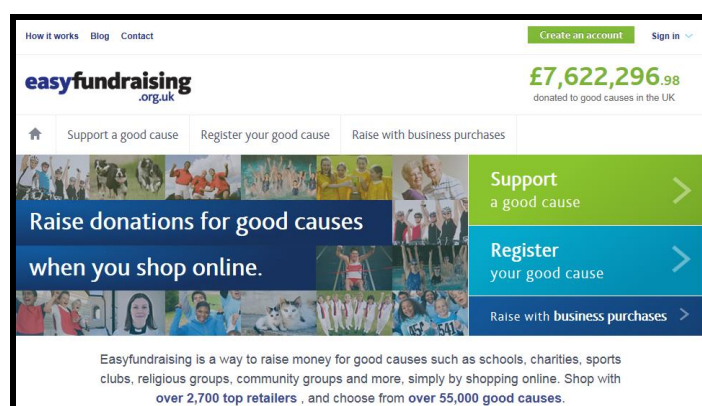 How it works Blog Contact Create an account Sign in
easyfundraising
.org.uk
£7,622,296.98
donated to good causes in the UK
Support a good cause Register your good cause Raise with business purchases
Raise donations for good causes
when you shop online.
Support
a good cause
Register
your good cause
Raise with business purchases
Easyfundraising is a way to raise money for good causes such as schools, charities, sports
clubs, religious groups, community groups and more, simply by shopping online. Shop with
over 2,700 top retailers , and choose from over 55,000 good causes.